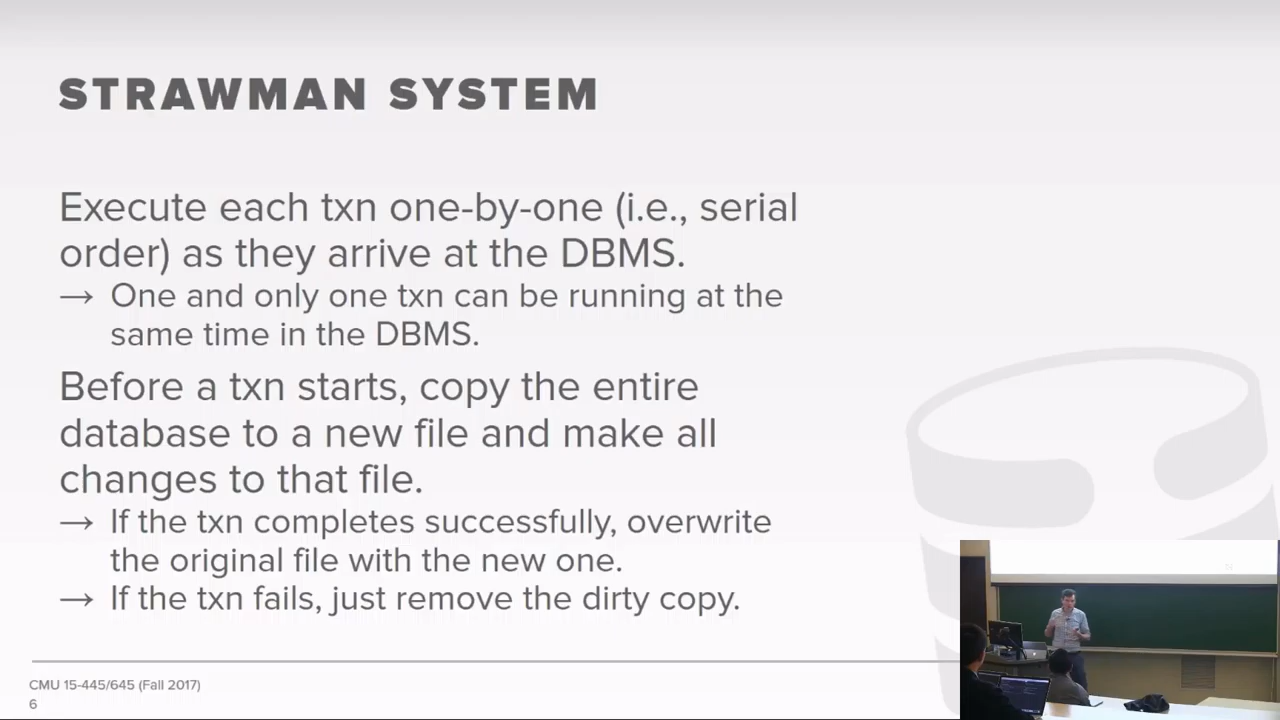 STRAWMAN SYSTEM
Execute each txn one-by-one (i.e., serial
order) as they arrive at the DBMS.
→ One and only one txn can be running at the
same time in the DBMS.
Before a txn starts, copy the entire
database to a new file and make all
changes to that file.
→ If the txn completes successfully, overwrite
the original file with the new one.
→ If the txn fails, just remove the dirty copy.
CMU 15-445/645 (Fall 2017)
6